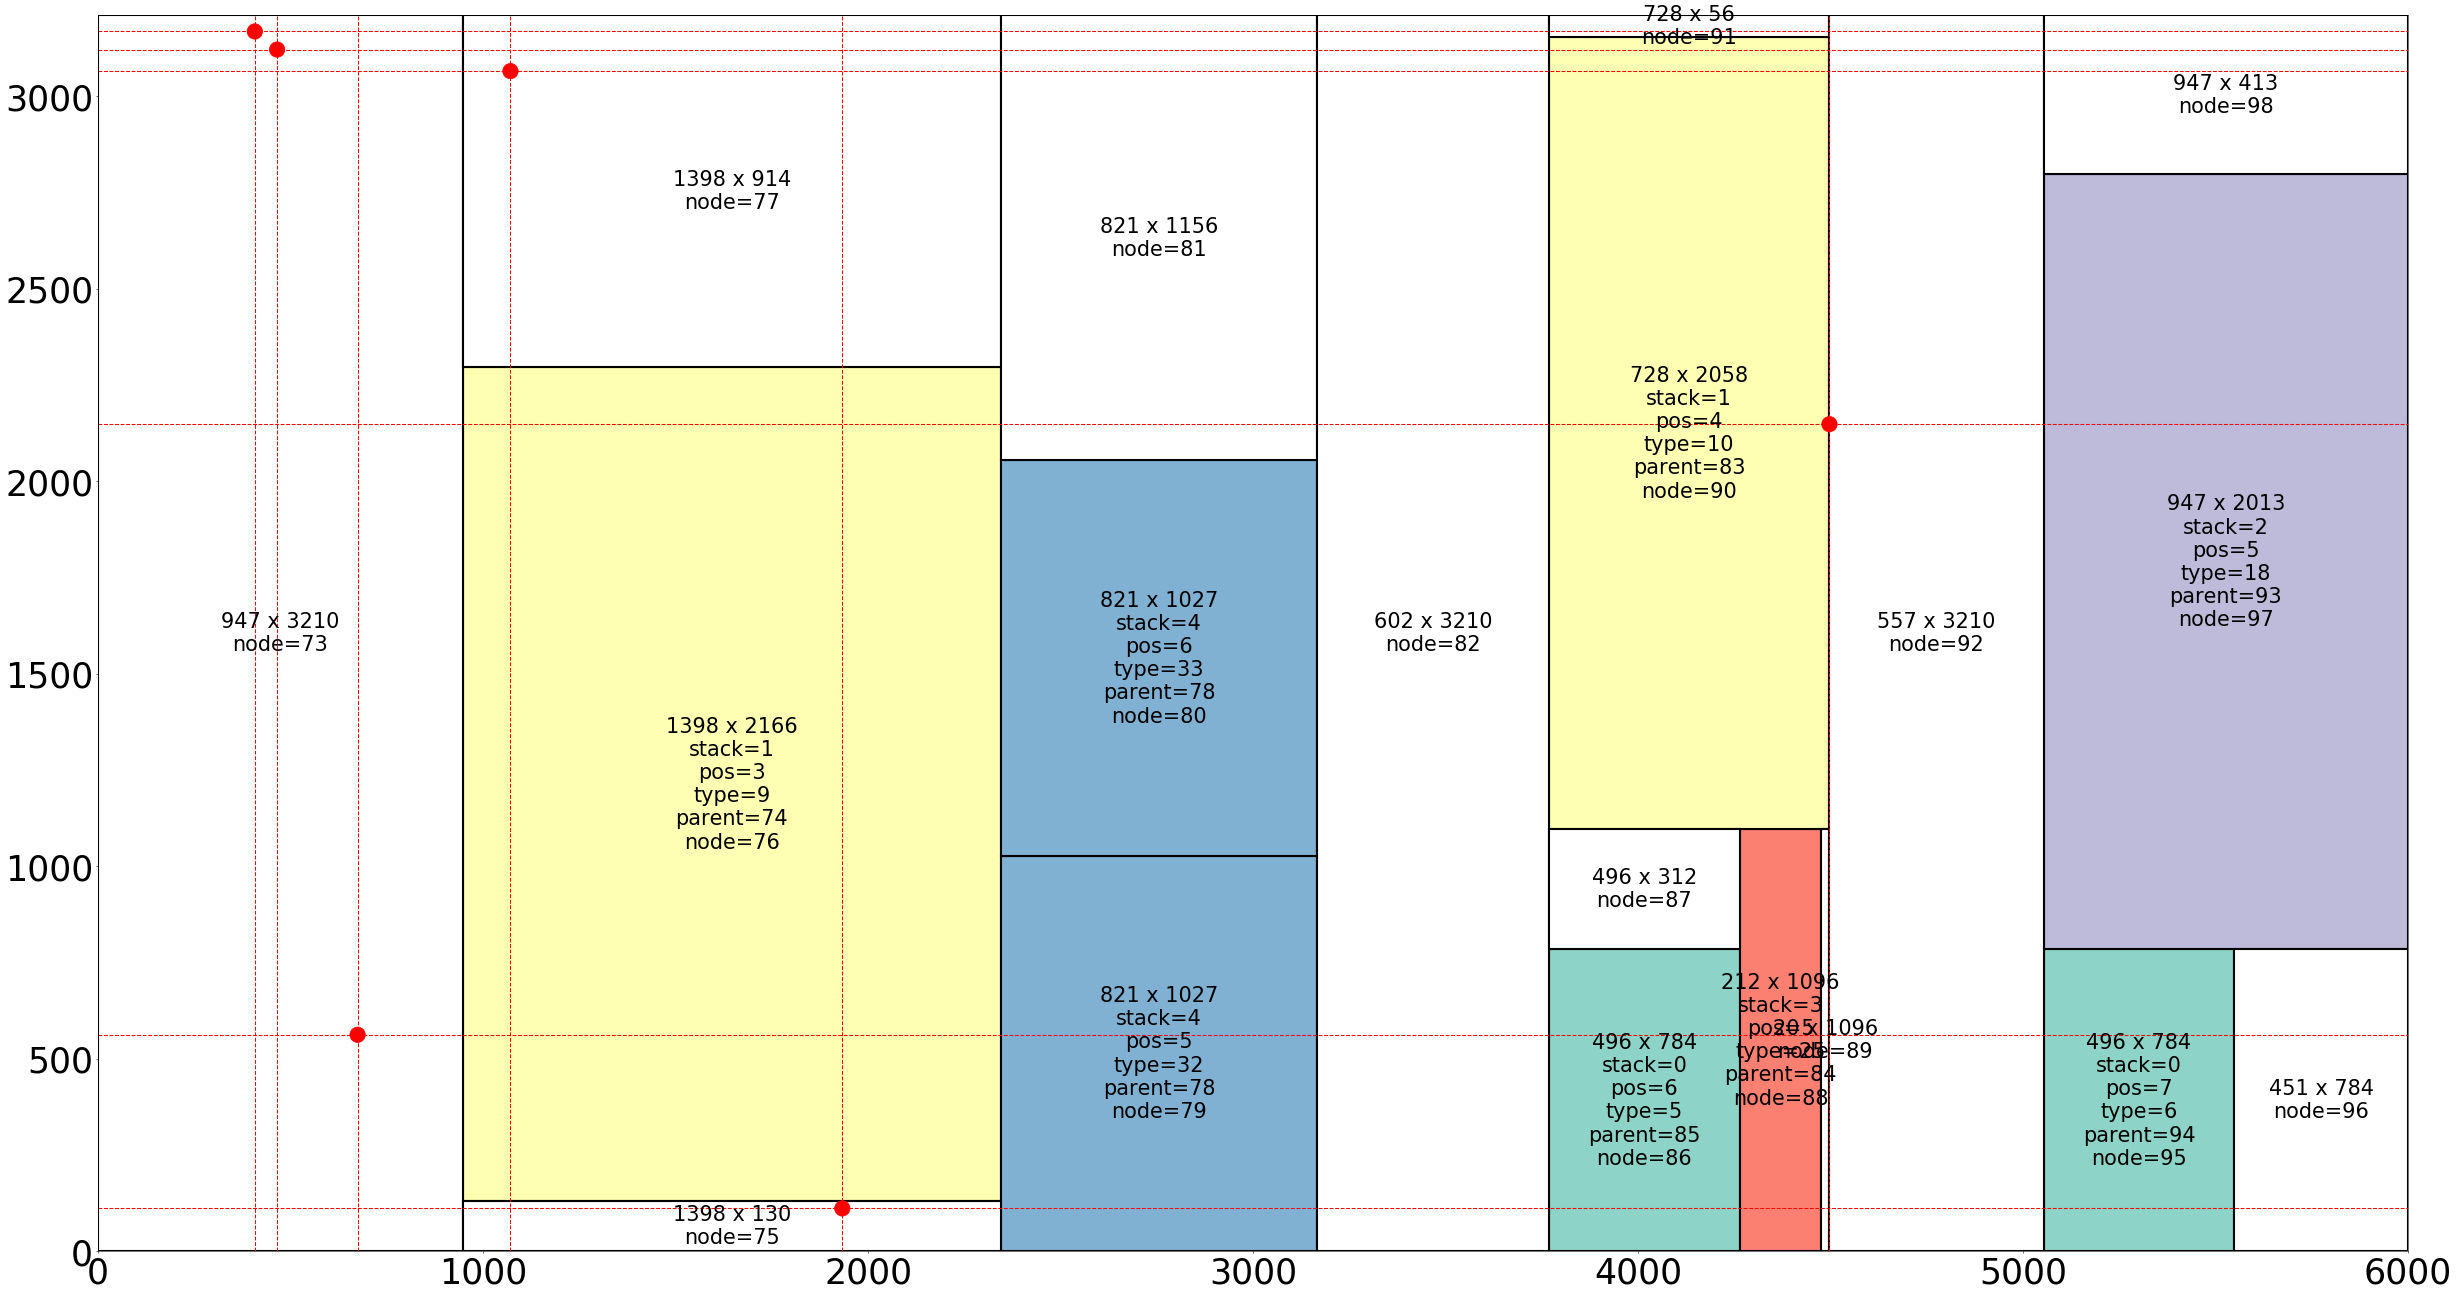 728 x 56
node=91
947 x 413
node=98
1398 x 914
node=77
821 x 1156
node=81
728 x 2058
stack=1
pos=4
type=10
parent=83
node=90
947 x 2013
stack=2
pos=5
type=18
parent=93
node=97
947 x 3210
node=73
821 x 1027
stack=4
pos=6
type=33
parent=78
node=80
602 x 3210
node=82
557 x 3210
node=92
1398 x 2166
stack=1
pos=3
type=9
parent=74
node=76
496 x 312
node=87
821 x 1027
stack=4
pos=5
type=32
parent=78
node=79
496 x 784
stack=0
pos=6
type=5
parent=85
node=86
212 x 1096
stack=3
parent=84
node=88
x 1096
node=89
496 x 784
stack=0
pos=7
type=6
parent=94
node=95
451 x 784
node=96
1398 x 130
node=75
3000
2500
2000
1500
1000
500
0
0
1000
2000
3000
4000
5000
6000